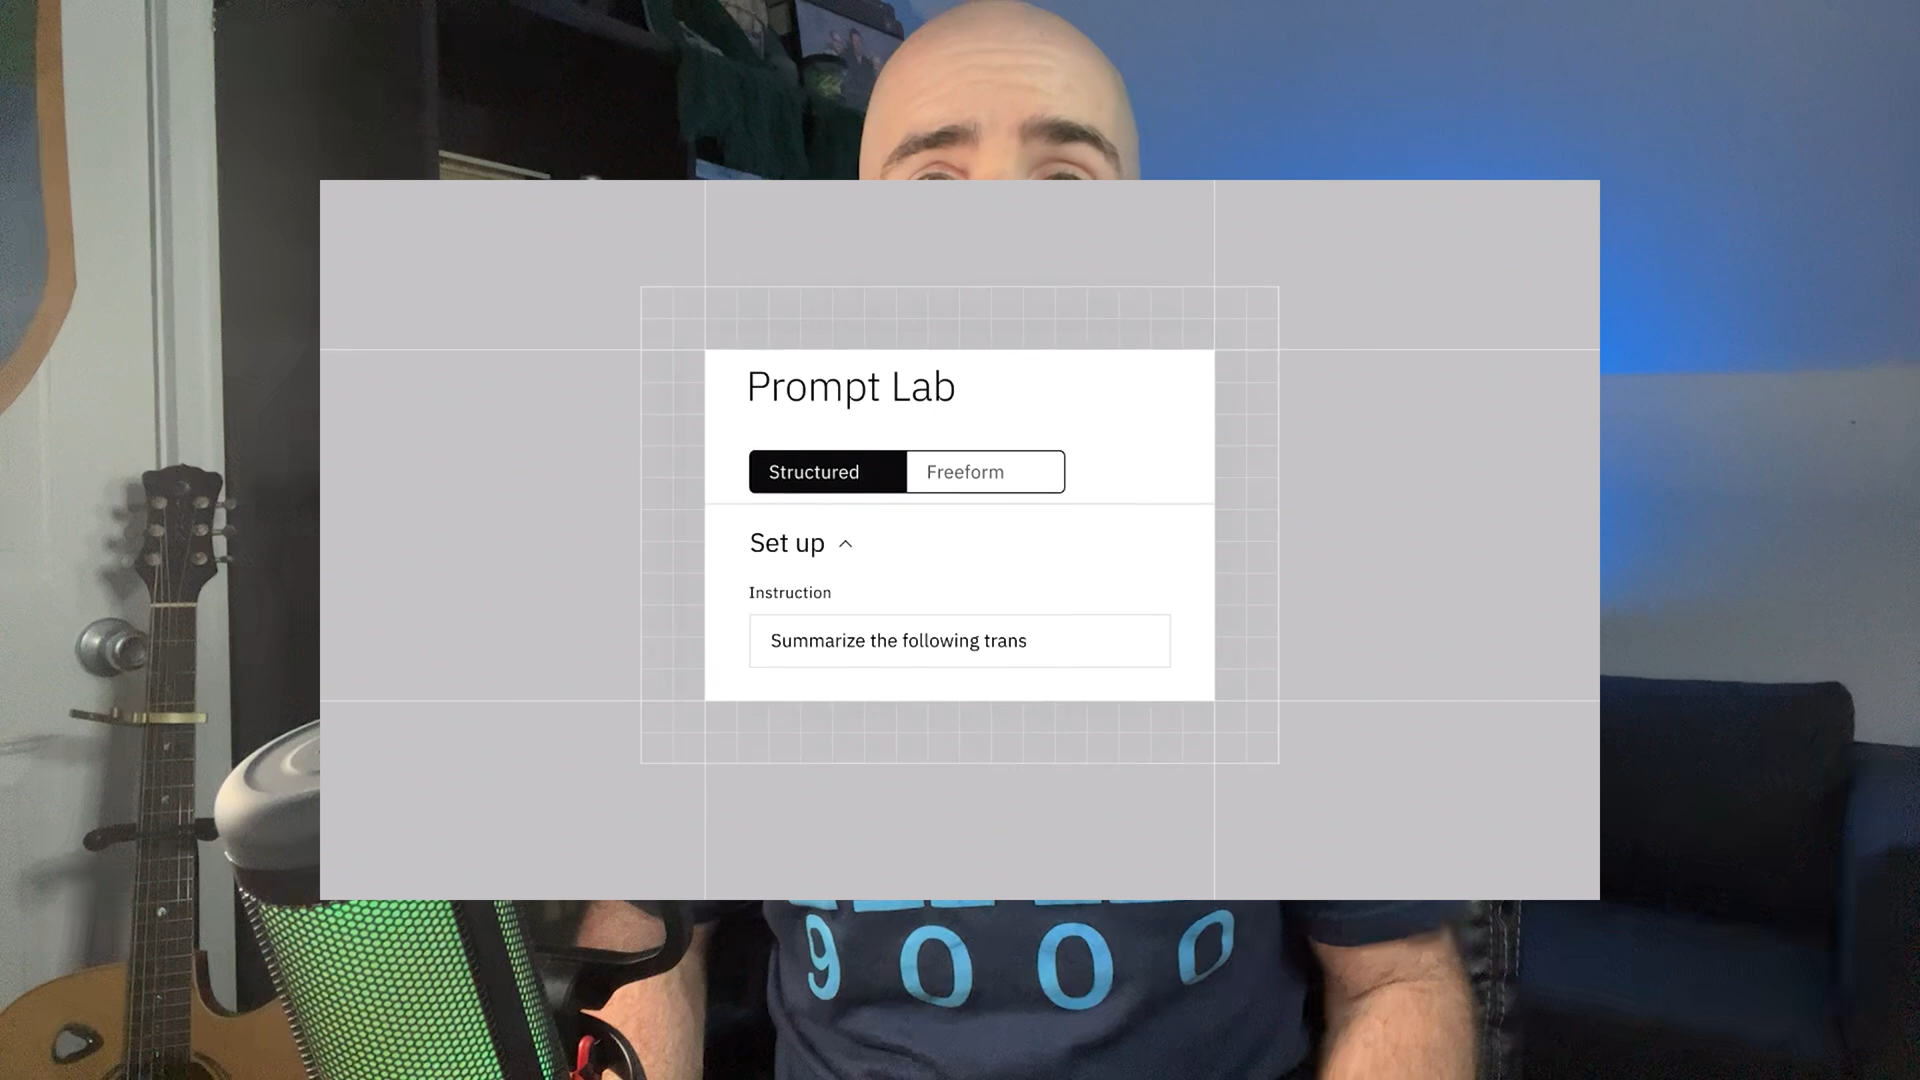 Prompt Lab
Structured Freeform
Set up
Instruction
Summarize the following trans
9000